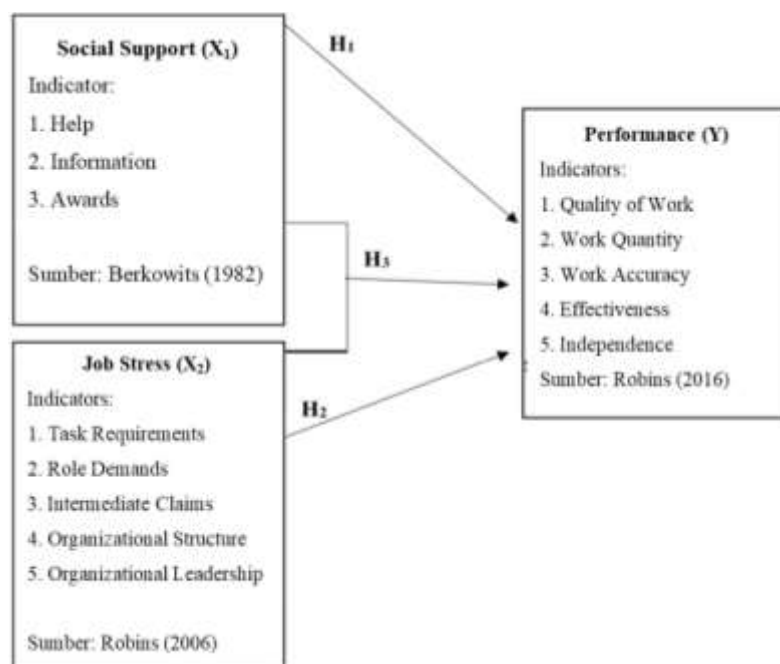 Social Support (X₁)
Indicator:
1. Help
2. Information
3. Awards
Sumber: Berkowits (1982)
H₁
H₃
Job Stress (X₂)
Indicators:
1. Task Requirements
2. Role Demands
3. Intermediate Claims
4. Organizational Structure
5. Organizational Leadership
Sumber: Robins (2006)
H₂
Performance (Y)
Indicators:
1. Quality of Work
2. Work Quantity
3. Work Accuracy
4. Effectiveness
5. Independence
Sumber: Robins (2016)